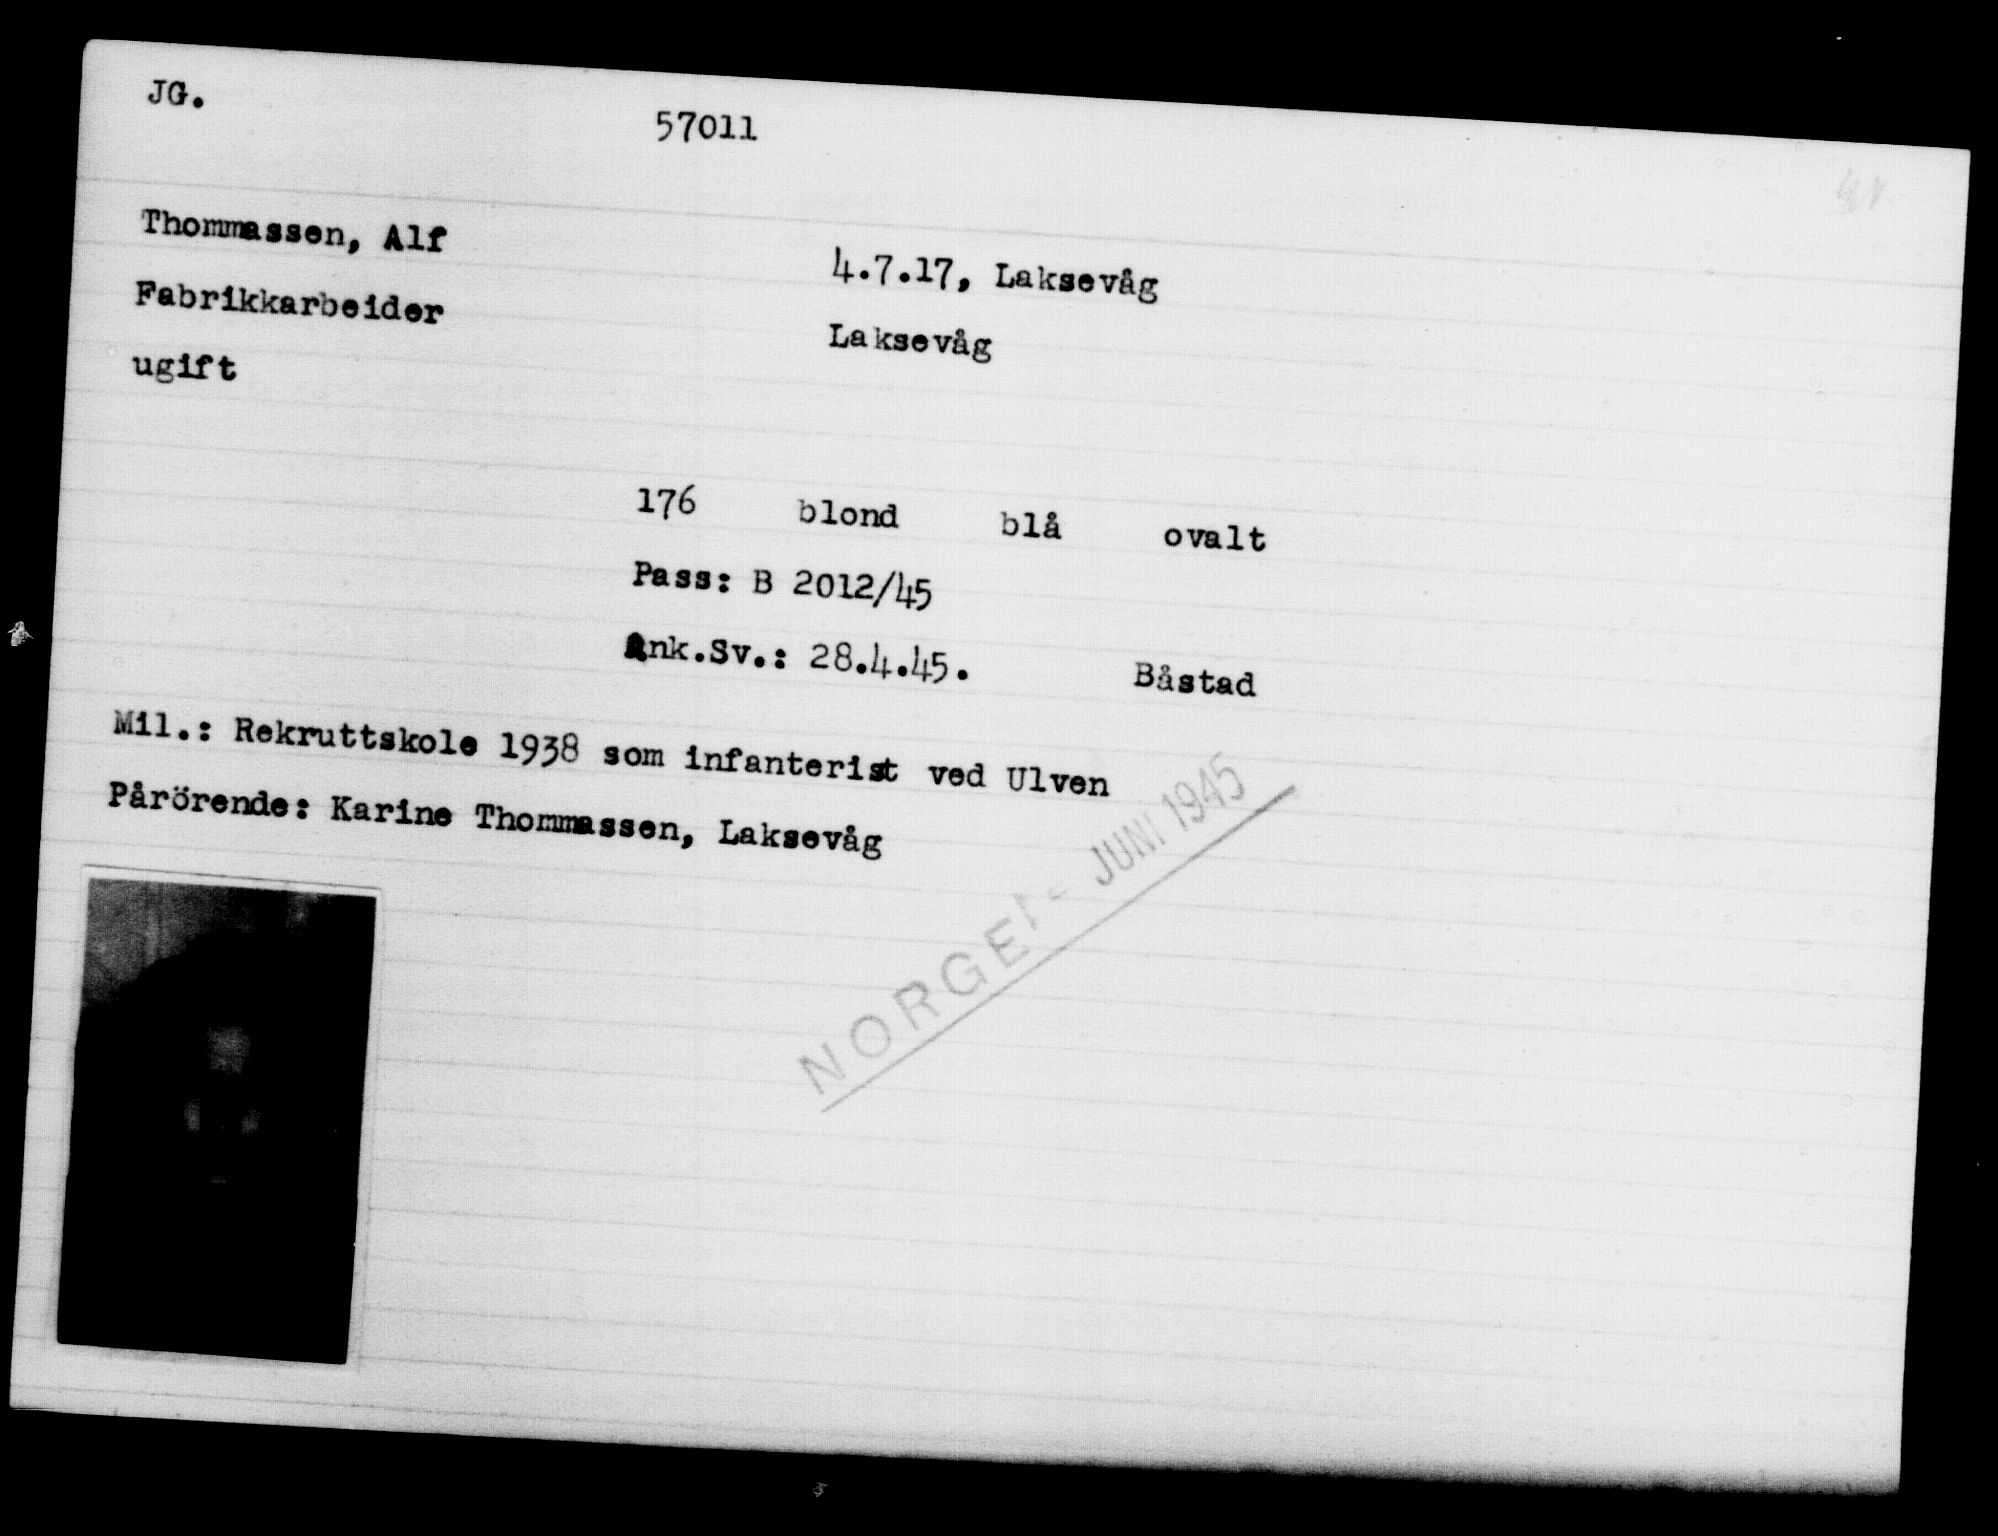 JG.
57011
Thommassen, Alf
4.7.17, Laksevåg
Fabrikkarbeider
Laksevåg
ugift
176 blond blå ovalt
Pass: B 2012/45
Ank.Sv.: 28.4.45. Båstad
Mil.: Rekruttskole 1938 som infanterist ved Ulven
Pårörende: Karine Thommassen, Laksevåg
NORGE JUNI 1945